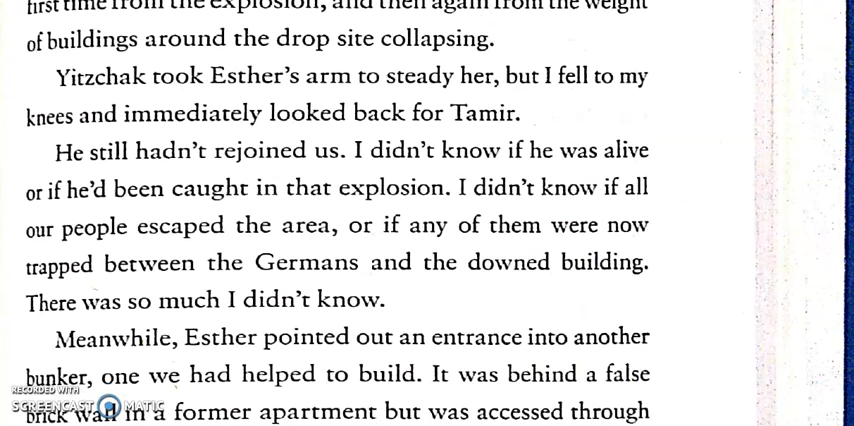 first time from the explosion, and then again from the weight
of buildings around the drop site collapsing.
Yitzchak took Esther's arm to steady her, but I fell to my
knees and immediately looked back for Tamir.
He still hadn't rejoined us. I didn't know if he was alive
or if he'd been caught in that explosion. I didn't know if all
our people escaped the area, or if any of them were now
trapped between the Germans and the downed building.
There was so much I didn't know.
Meanwhile, Esther pointed out an entrance into another
bunker, one we had helped to build. It was behind a false
brick wall in a former apartment but was accessed through
RECORDED WITH
SCREENCAST MATIC